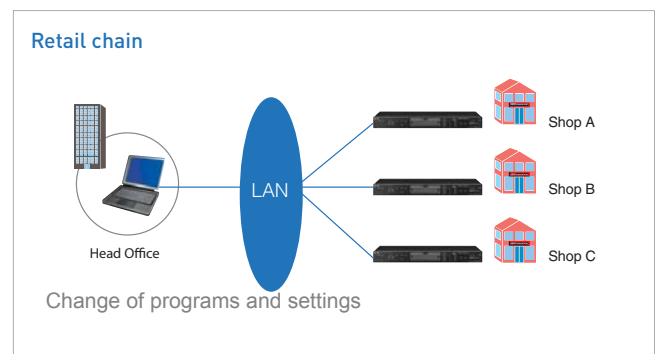 Retail chain
Shop A
LAN
Shop B
Head Office
Shop C
Change of programs and settings